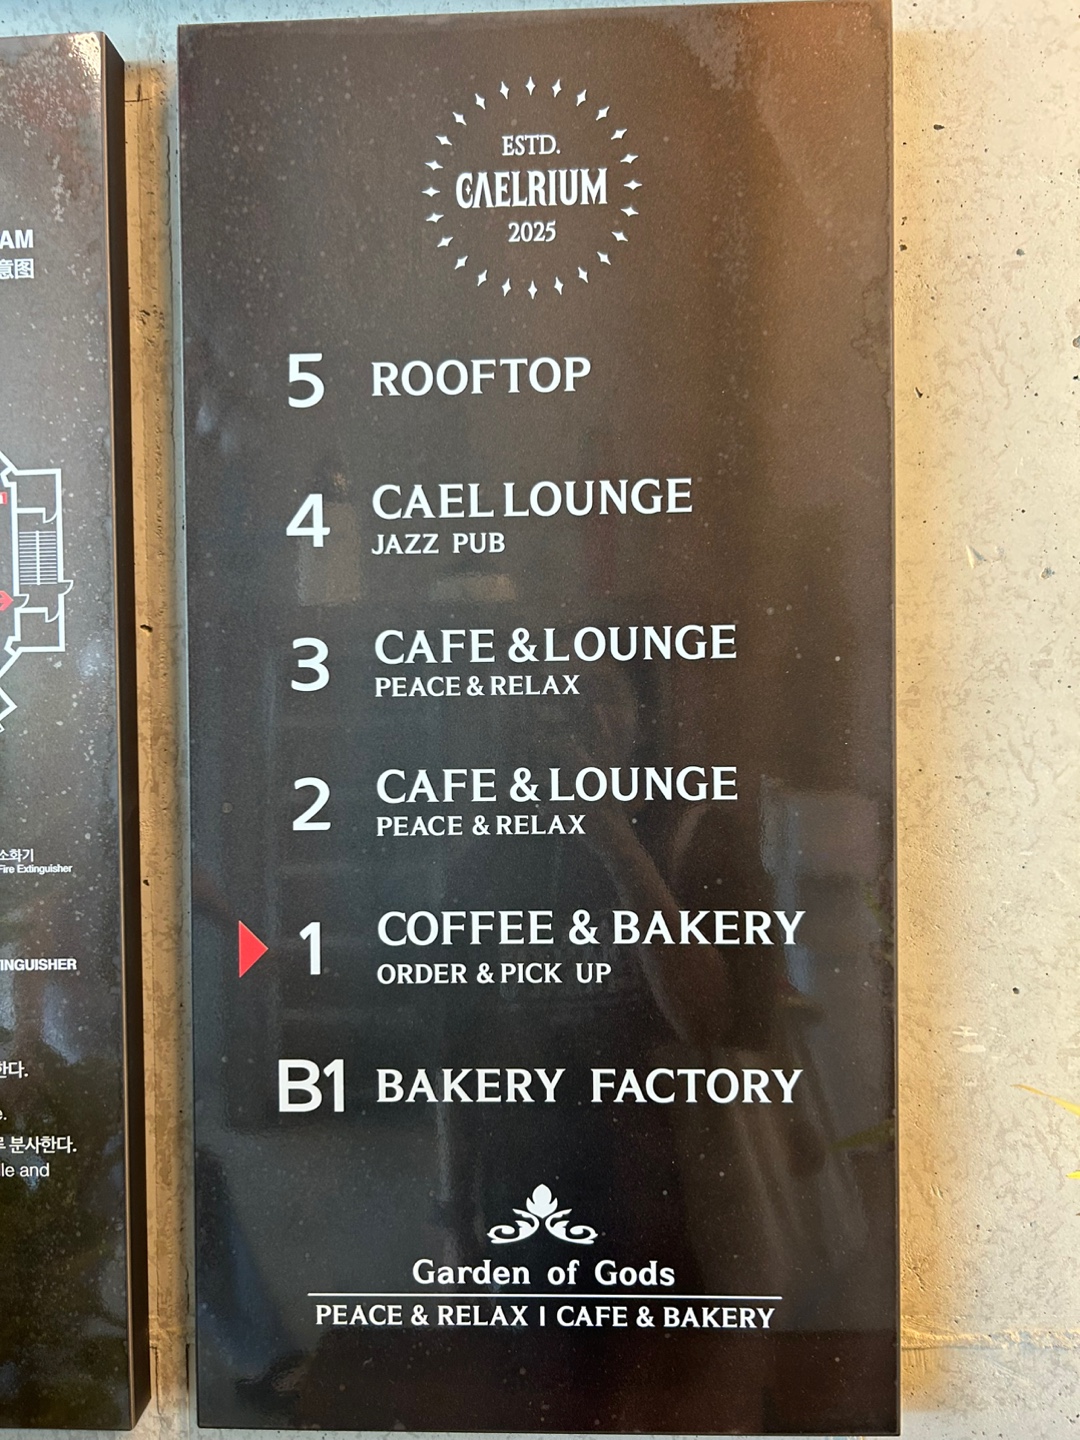 AM
意图
소화기
Fire Extinguisher
INGUISHER
한다.
e.
분사한다.
le and
ESTD.
CAELRIUM
2025
5 ROOFTOP
4 CAEL LOUNGE
JAZZ PUB
3 CAFE & LOUNGE
PEACE & RELAX
2 CAFE & LOUNGE
PEACE & RELAX
1 COFFEE & BAKERY
ORDER & PICK UP
B1 BAKERY FACTORY
Garden of Gods
PEACE & RELAX | CAFE & BAKERY